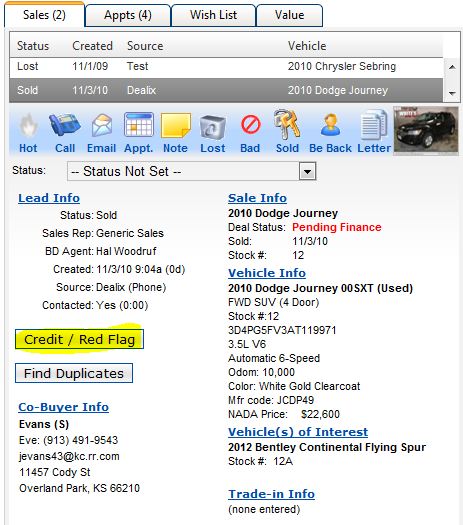 Sales (2) Appts (4) Wish List Value
Status Created Source Vehicle
Lost 11/1/09 Test 2010 Chrysler Sebring
Sold 11/3/10 Dealix 2010 Dodge Journey
Hot Call Email Appt. Note Lost Bad Sold Be Back Letter
Status: -- Status Not Set --
Lead Info
Status: Sold
Sales Rep: Generic Sales
BD Agent: Hal Woodruf
Created: 11/3/10 9:04a (0d)
Source: Dealix (Phone)
Contacted: Yes (0:00)
Credit / Red Flag
Find Duplicates
Co-Buyer Info
Evans (S)
Eve: (913) 491-9543
jevans43@kc.rr.com
11457 Cody St
Overland Park, KS 66210
Sale Info
2010 Dodge Journey
Deal Status: Pending Finance
Sold: 11/3/10
Stock #: 12
Vehicle Info
2010 Dodge Journey 00SXT (Used)
FWD SUV (4 Door)
Stock #:12
3D4PG5FV3AT119971
3.5L V6
Automatic 6-Speed
Odom: 10,000
Color: White Gold Clearcoat
Mfr code: JCDP49
NADA Price: $22,600
Vehicle(s) of Interest
2012 Bentley Continental Flying Spur
Stock #: 12A
Trade-in Info
(none entered)